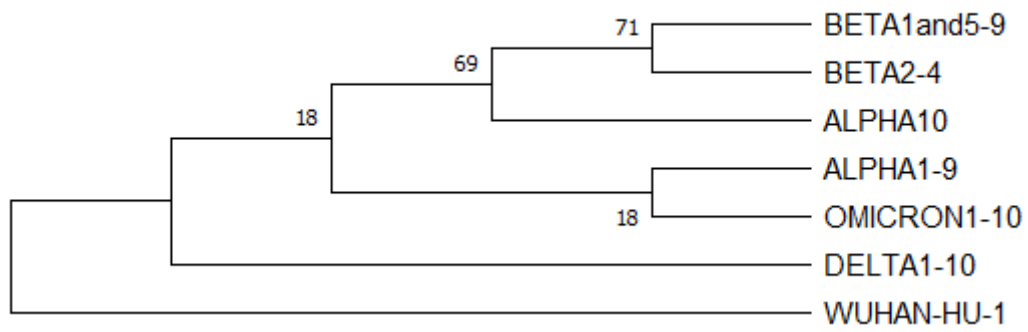 71
BETA1and5-9
BETA2-4
69
ALPHA10
18
ALPHA1-9
18
OMICRON1-10
DELTA1-10
WUHAN-HU-1